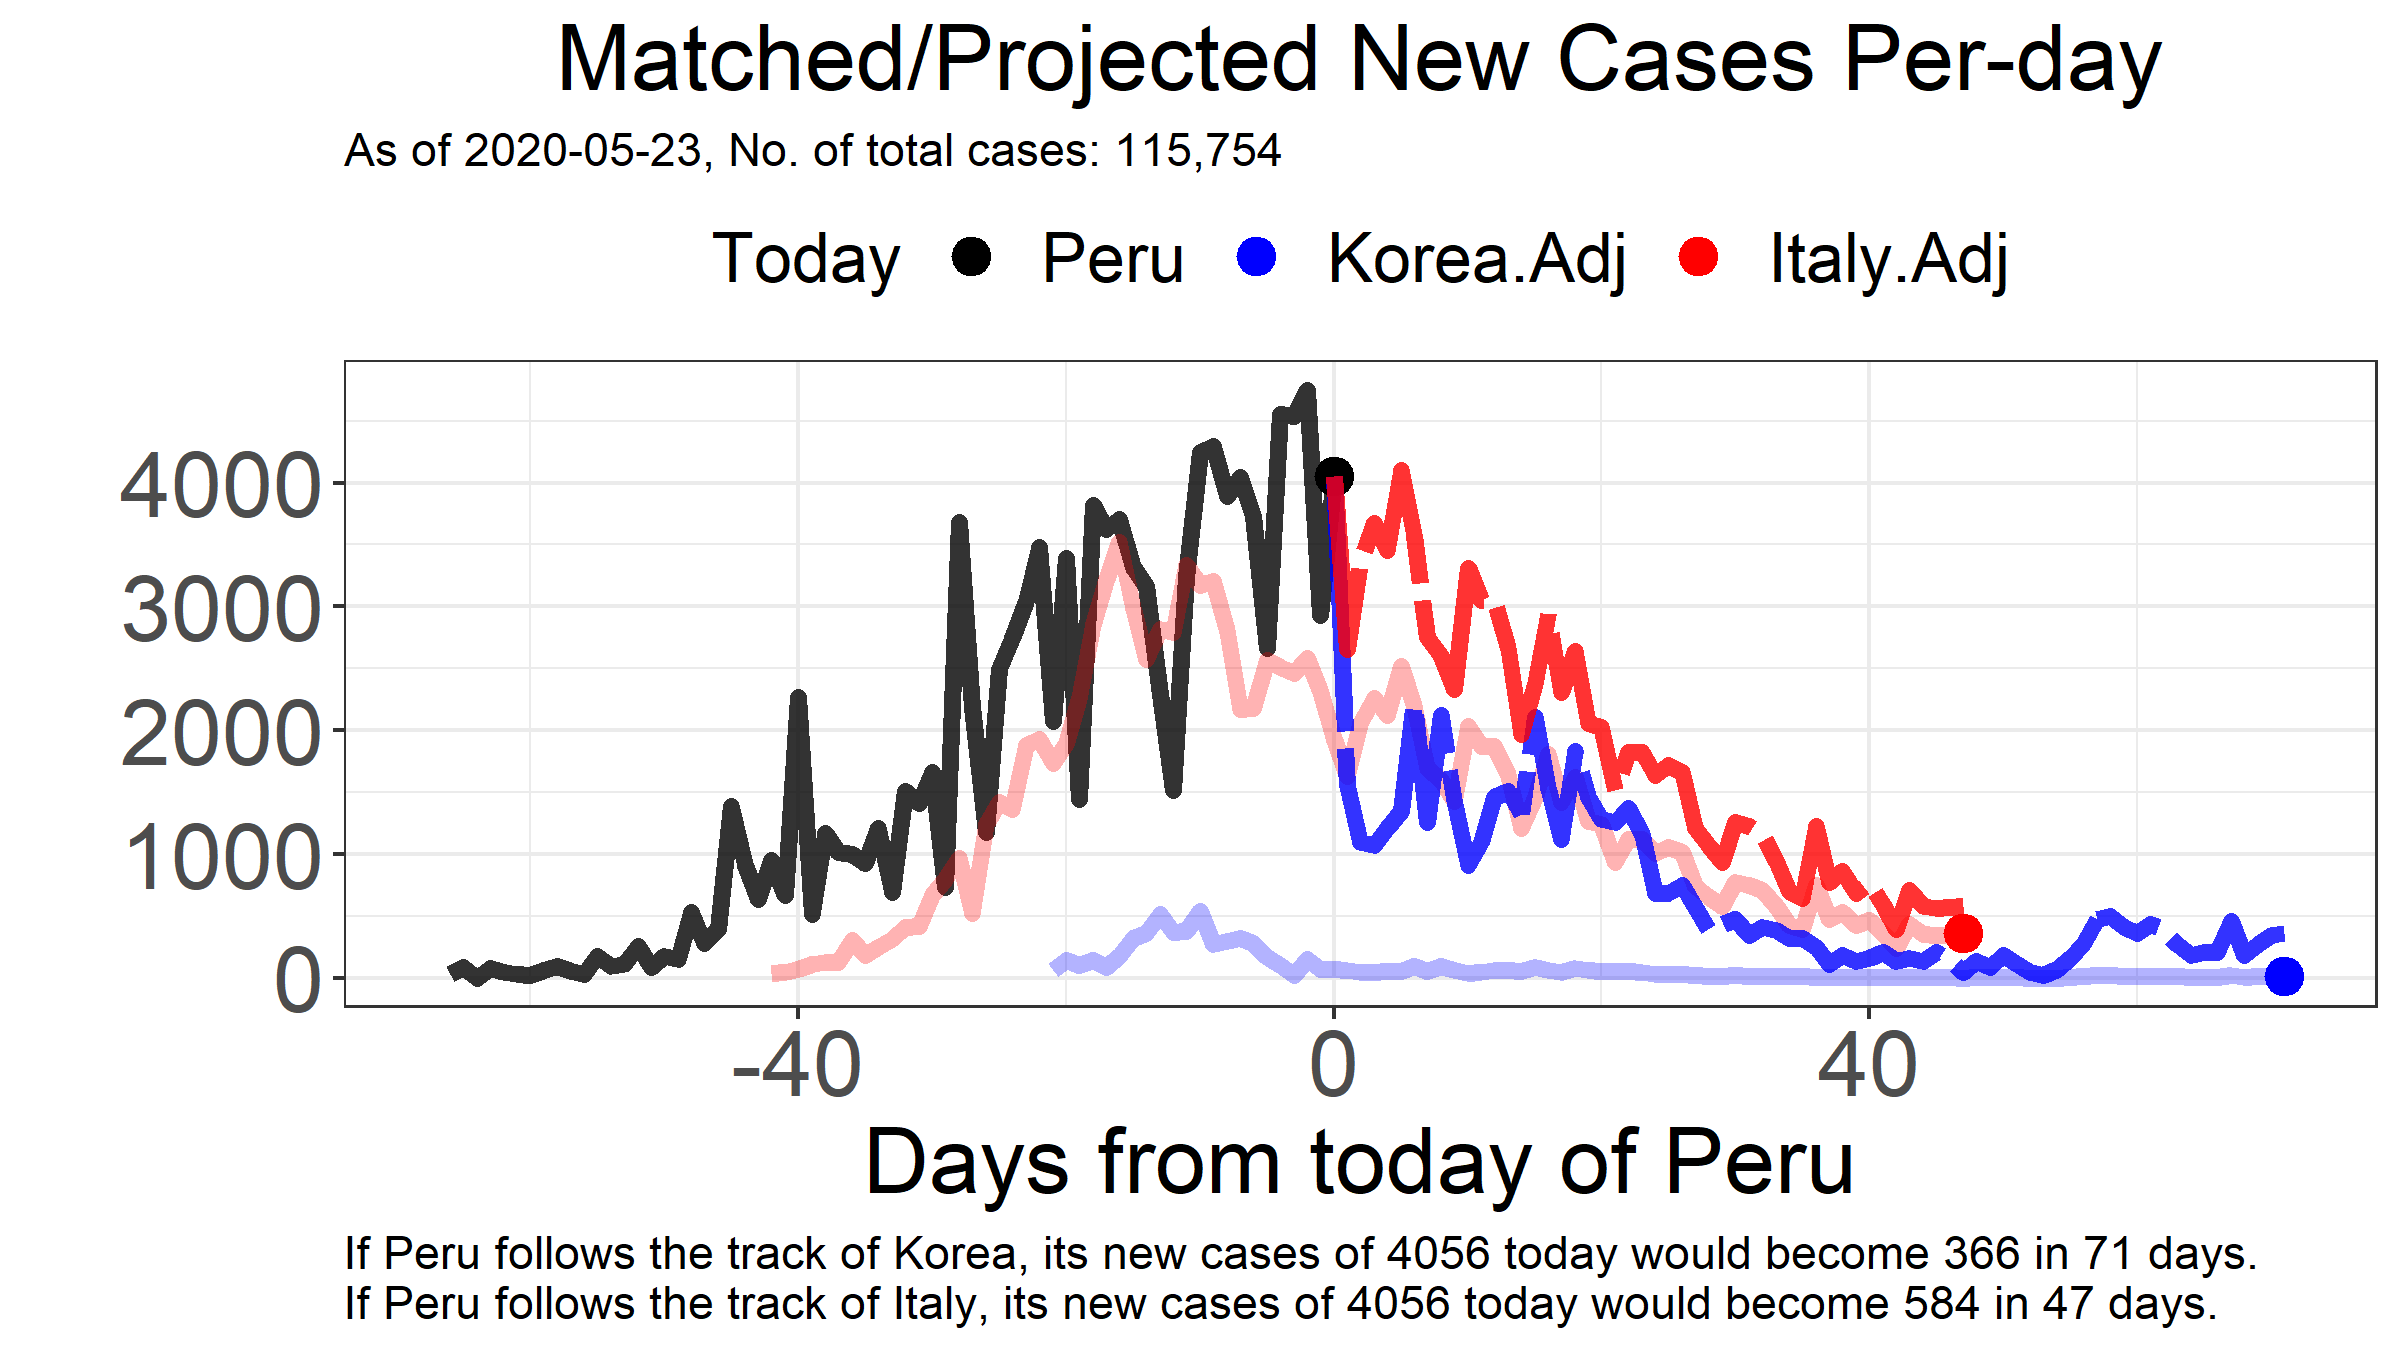 Matched/Projected New Cases Per-day
As of 2020-05-23, No. of total cases: 115,754
Today Peru Korea.Adj Italy.Adj
4000
3000
2000
1000
0
-40 0 40
Days from today of Peru
If Peru follows the track of Korea, its new cases of 4056 today would become 366 in 71 days.
If Peru follows the track of Italy, its new cases of 4056 today would become 584 in 47 days.